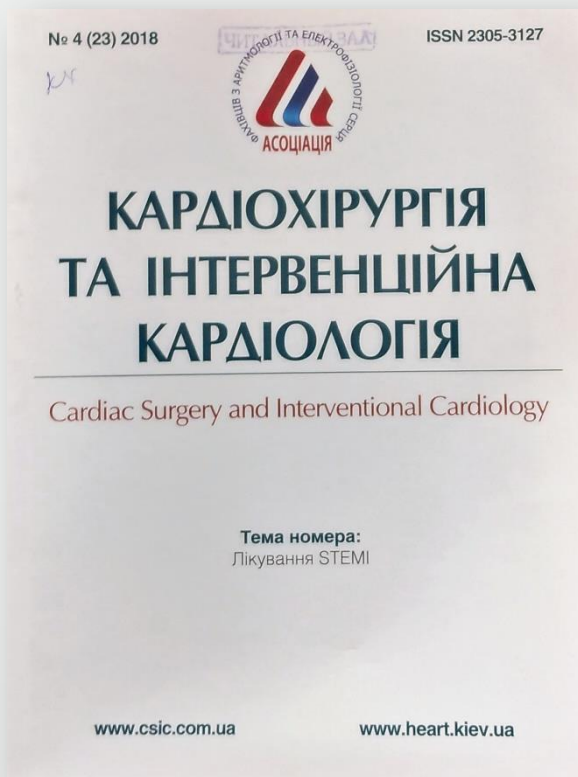 № 4 (23) 2018
ISSN 2305-3127
ФАХІВЦІВ З АРИТМОЛОГІЇ ТА ЕЛЕКТРОФІЗІОЛОГІЇ СЕРЦЯ
АСОЦІАЦІЯ
КАРДІОХІРУРГІЯ
ТА ІНТЕРВЕНЦІЙНА
КАРДІОЛОГІЯ
Cardiac Surgery and Interventional Cardiology
Тема номера:
Лікування STEMI
www.csic.com.ua
www.heart.kiev.ua